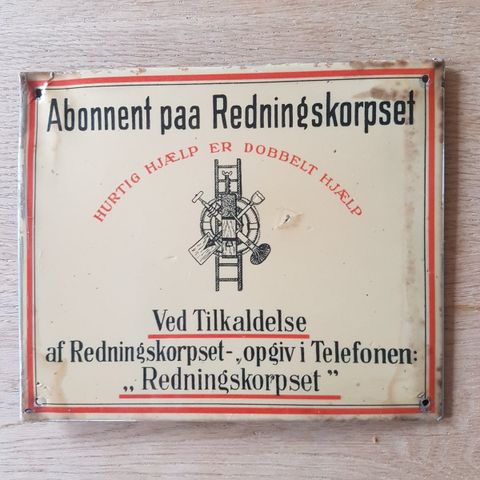 Abonnent paa Redningskorpset
HURTIG HJÆLP ER DOBBELT HJÆLP
Ved Tilkaldelse
af Redningskorpset-„opgiv i Telefonen:
„Redningskorpset”